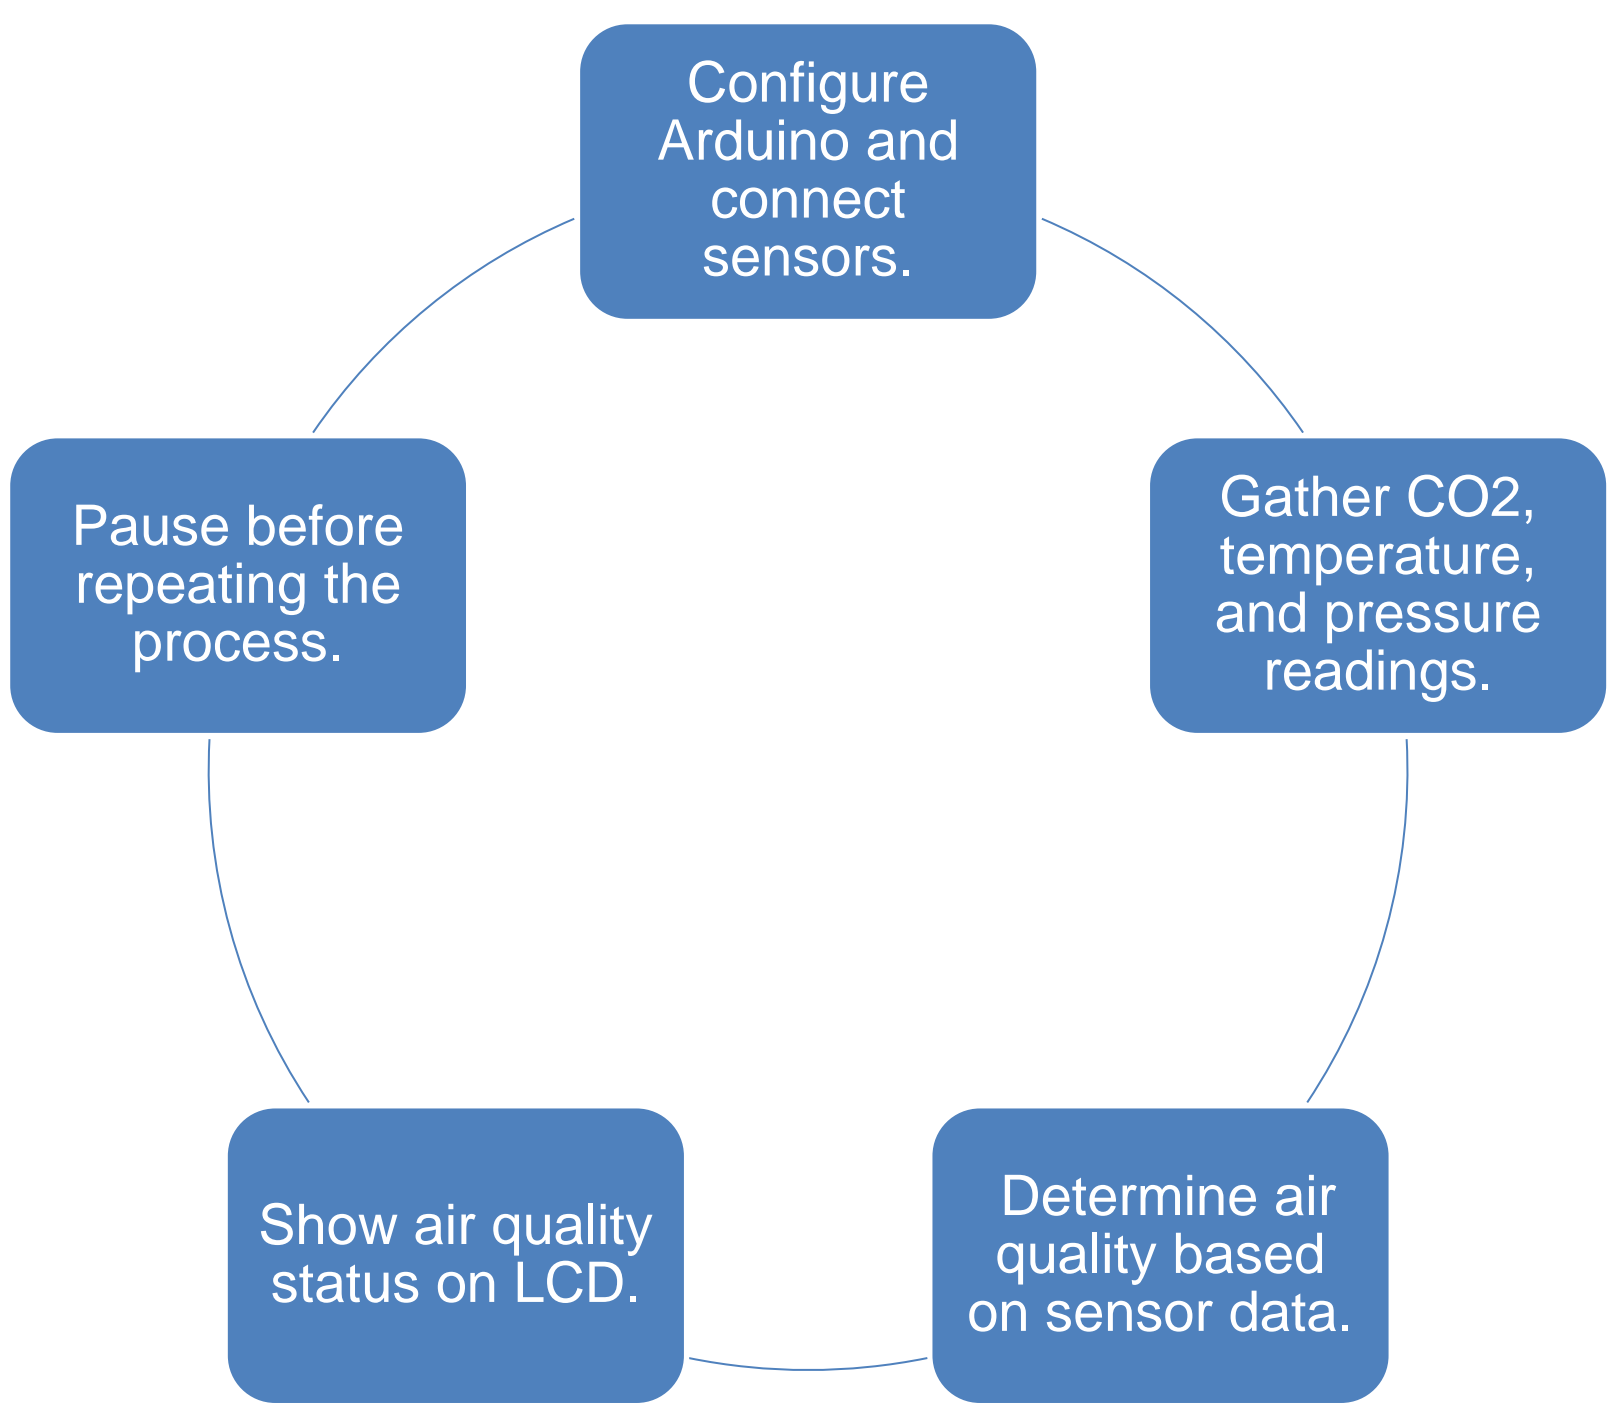 Configure
Arduino and
connect
sensors.
Gather CO2,
temperature,
and pressure
readings.
Determine air
quality based
on sensor data.
Show air quality
status on LCD.
Pause before
repeating the
process.